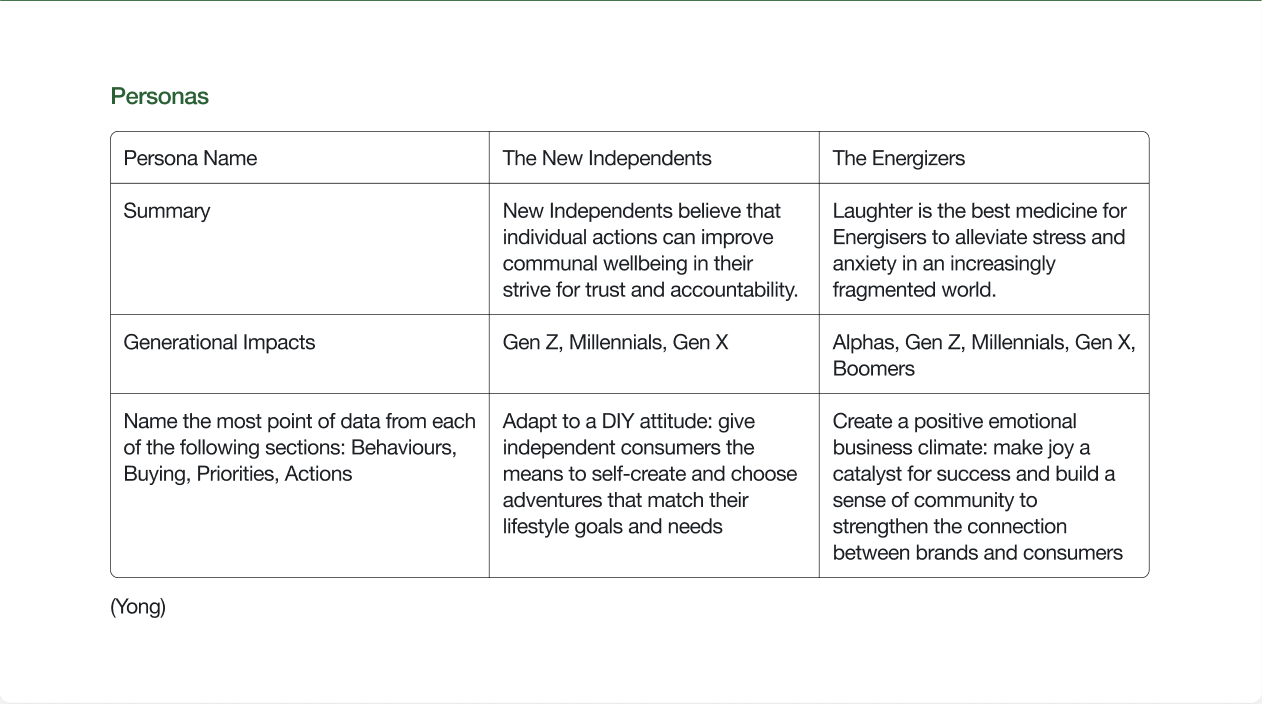 Personas
Persona Name
The New Independents
The Energizers
Summary
New Independents believe that
individual actions can improve
communal wellbeing in their
strive for trust and accountability.
Laughter is the best medicine for
Energisers to alleviate stress and
anxiety in an increasingly
fragmented world.
Generational Impacts
Gen Z, Millennials, Gen X
Alphas, Gen Z, Millennials, Gen X,
Boomers
Name the most point of data from each
of the following sections: Behaviours,
Buying, Priorities, Actions
Adapt to a DIY attitude: give
independent consumers the
means to self-create and choose
adventures that match their
lifestyle goals and needs
Create a positive emotional
business climate: make joy a
catalyst for success and build a
sense of community to
strengthen the connection
between brands and consumers
(Yong)